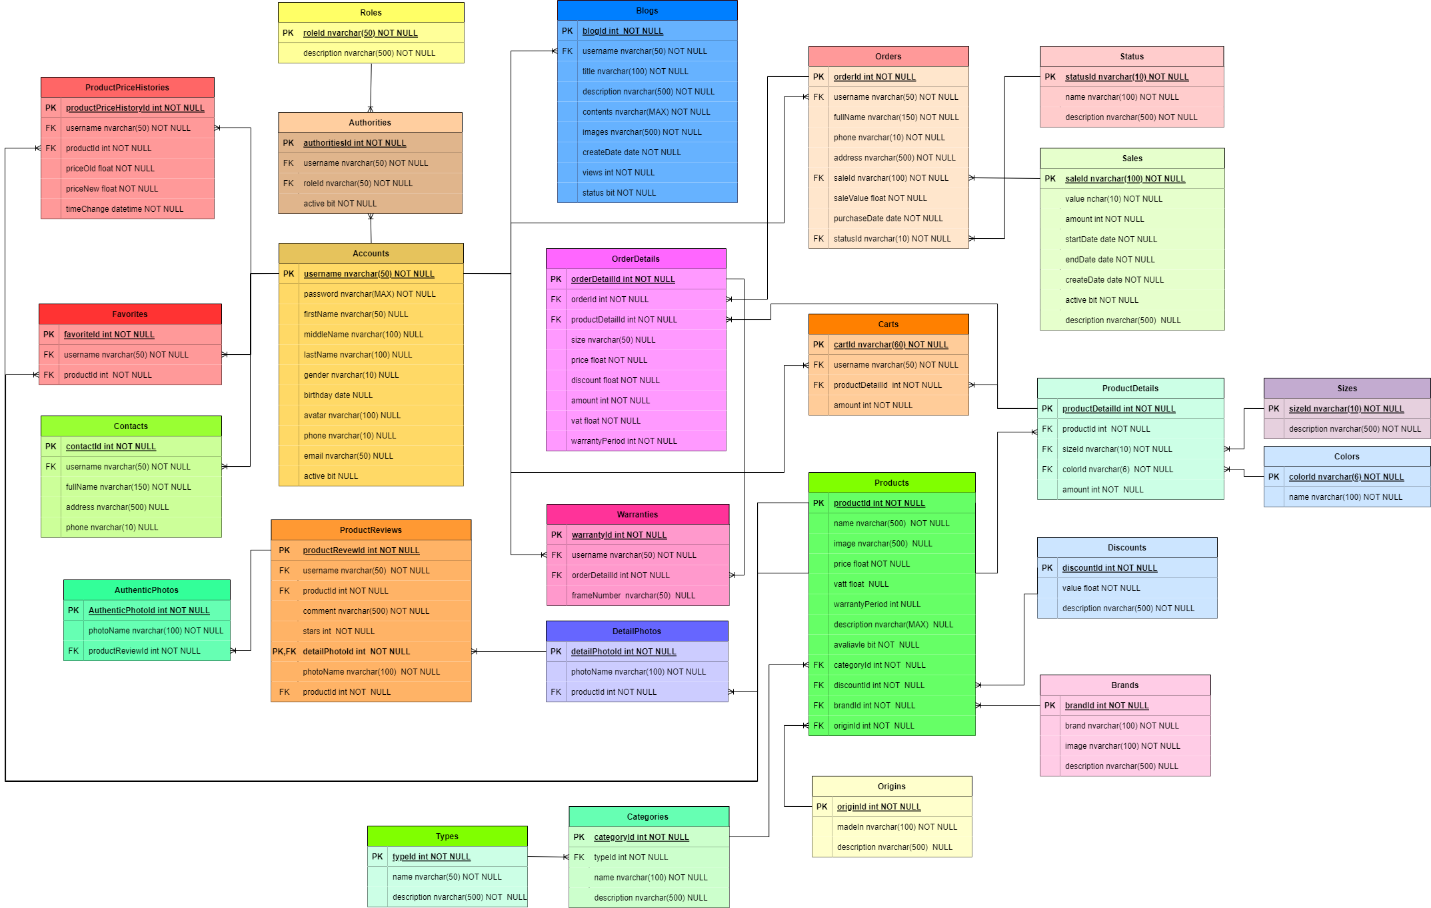 Roles
PK roleId nvarchar(50) NOT NULL
description nvarchar(500) NOT NULL
Blogs
PK blogId int NOT NULL
FK username nvarchar(50) NOT NULL
title nvarchar(100) NOT NULL
description nvarchar(500) NOT NULL
contents nvarchar(MAX) NOT NULL
images nvarchar(500) NOT NULL
createDate date NOT NULL
views int NOT NULL
status bit NOT NULL
Orders
PK orderId int NOT NULL
FK username nvarchar(50) NOT NULL
fullName nvarchar(150) NOT NULL
phone nvarchar(10) NOT NULL
address nvarchar(500) NOT NULL
FK saleId nvarchar(100) NOT NULL
saleValue float NOT NULL
purchaseDate date NOT NULL
FK statusId nvarchar(10) NOT NULL
Status
PK statusId nvarchar(10) NOT NULL
name nvarchar(100) NOT NULL
description nvarchar(500) NOT NULL
ProductPriceHistories
PK productPriceHistoryId int NOT NULL
FK username nvarchar(50) NOT NULL
FK productId int NOT NULL
priceOld float NOT NULL
priceNew float NOT NULL
timeChange datetime NOT NULL
Authorities
PK authoritiesId int NOT NULL
FK username nvarchar(50) NOT NULL
FK roleId nvarchar(50) NOT NULL
active bit NOT NULL
Sales
PK saleId nvarchar(100) NOT NULL
value nchar(10) NOT NULL
amount int NOT NULL
startDate date NOT NULL
endDate date NOT NULL
createDate date NOT NULL
active bit NOT NULL
description nvarchar(500) NULL
Accounts
PK username nvarchar(50) NOT NULL
password nvarchar(MAX) NOT NULL
firstName nvarchar(50) NULL
middleName nvarchar(100) NULL
lastName nvarchar(100) NULL
gender nvarchar(10) NULL
birthday date NULL
avatar nvarchar(100) NULL
phone nvarchar(10) NULL
email nvarchar(50) NULL
active bit NULL
OrderDetails
PK orderDetailId int NOT NULL
FK orderId int NOT NULL
FK productDetailId int NOT NULL
size nvarchar(50) NULL
price float NOT NULL
discount float NOT NULL
amount int NOT NULL
vat float NOT NULL
warrantyPeriod int NOT NULL
Favorites
PK favoriteId int NOT NULL
FK username nvarchar(50) NOT NULL
FK productId int NOT NULL
Carts
PK cartId nvarchar(60) NOT NULL
FK username nvarchar(50) NOT NULL
FK productDetailId int NOT NULL
amount int NOT NULL
ProductDetails
PK productDetailId int NOT NULL
FK productId int NOT NULL
FK sizeId nvarchar(10) NOT NULL
FK colorId nvarchar(6) NOT NULL
amount int NOT NULL
Sizes
PK sizeId nvarchar(10) NOT NULL
description nvarchar(500) NOT NULL
Colors
PK colorId nvarchar(6) NOT NULL
name nvarchar(100) NOT NULL
Contacts
PK contactId int NOT NULL
FK username nvarchar(50) NOT NULL
fullName nvarchar(150) NOT NULL
address nvarchar(500) NULL
phone nvarchar(10) NULL
Products
PK productId int NOT NULL
name nvarchar(500) NOT NULL
image nvarchar(500) NULL
price float NOT NULL
vatt float NULL
warrantyPeriod int NULL
description nvarchar(MAX) NULL
avaliavle bit NOT NULL
FK categoryId int NOT NULL
FK discountId int NOT NULL
FK brandId int NOT NULL
FK originId int NOT NULL
Warranties
PK warrantyId int NOT NULL
FK username nvarchar(50) NOT NULL
FK orderDetailId int NOT NULL
frameNumber nvarchar(50) NULL
ProductReviews
PK productRevewId int NOT NULL
FK username nvarchar(50) NOT NULL
FK productId int NOT NULL
comment nvarchar(500) NOT NULL
stars int NOT NULL
PK,FK detailPhotoId int NOT NULL
photoName nvarchar(100) NOT NULL
FK productId int NOT NULL
Discounts
PK discountId int NOT NULL
value float NOT NULL
description nvarchar(500) NOT NULL
AuthenticPhotos
PK AuthenticPhotoId int NOT NULL
photoName nvarchar(100) NOT NULL
FK productReviewId int NOT NULL
DetailPhotos
PK detailPhotoId int NOT NULL
photoName nvarchar(100) NOT NULL
FK productId int NOT NULL
Brands
PK brandId int NOT NULL
brand nvarchar(100) NOT NULL
image nvarchar(100) NOT NULL
description nvarchar(500) NULL
Origins
PK originId int NOT NULL
madeIn nvarchar(100) NOT NULL
description nvarchar(500) NULL
Categories
PK categoryId int NOT NULL
FK typeId int NOT NULL
name nvarchar(100) NOT NULL
description nvarchar(500) NULL
Types
PK typeId int NOT NULL
name nvarchar(50) NOT NULL
description nvarchar(500) NOT NULL